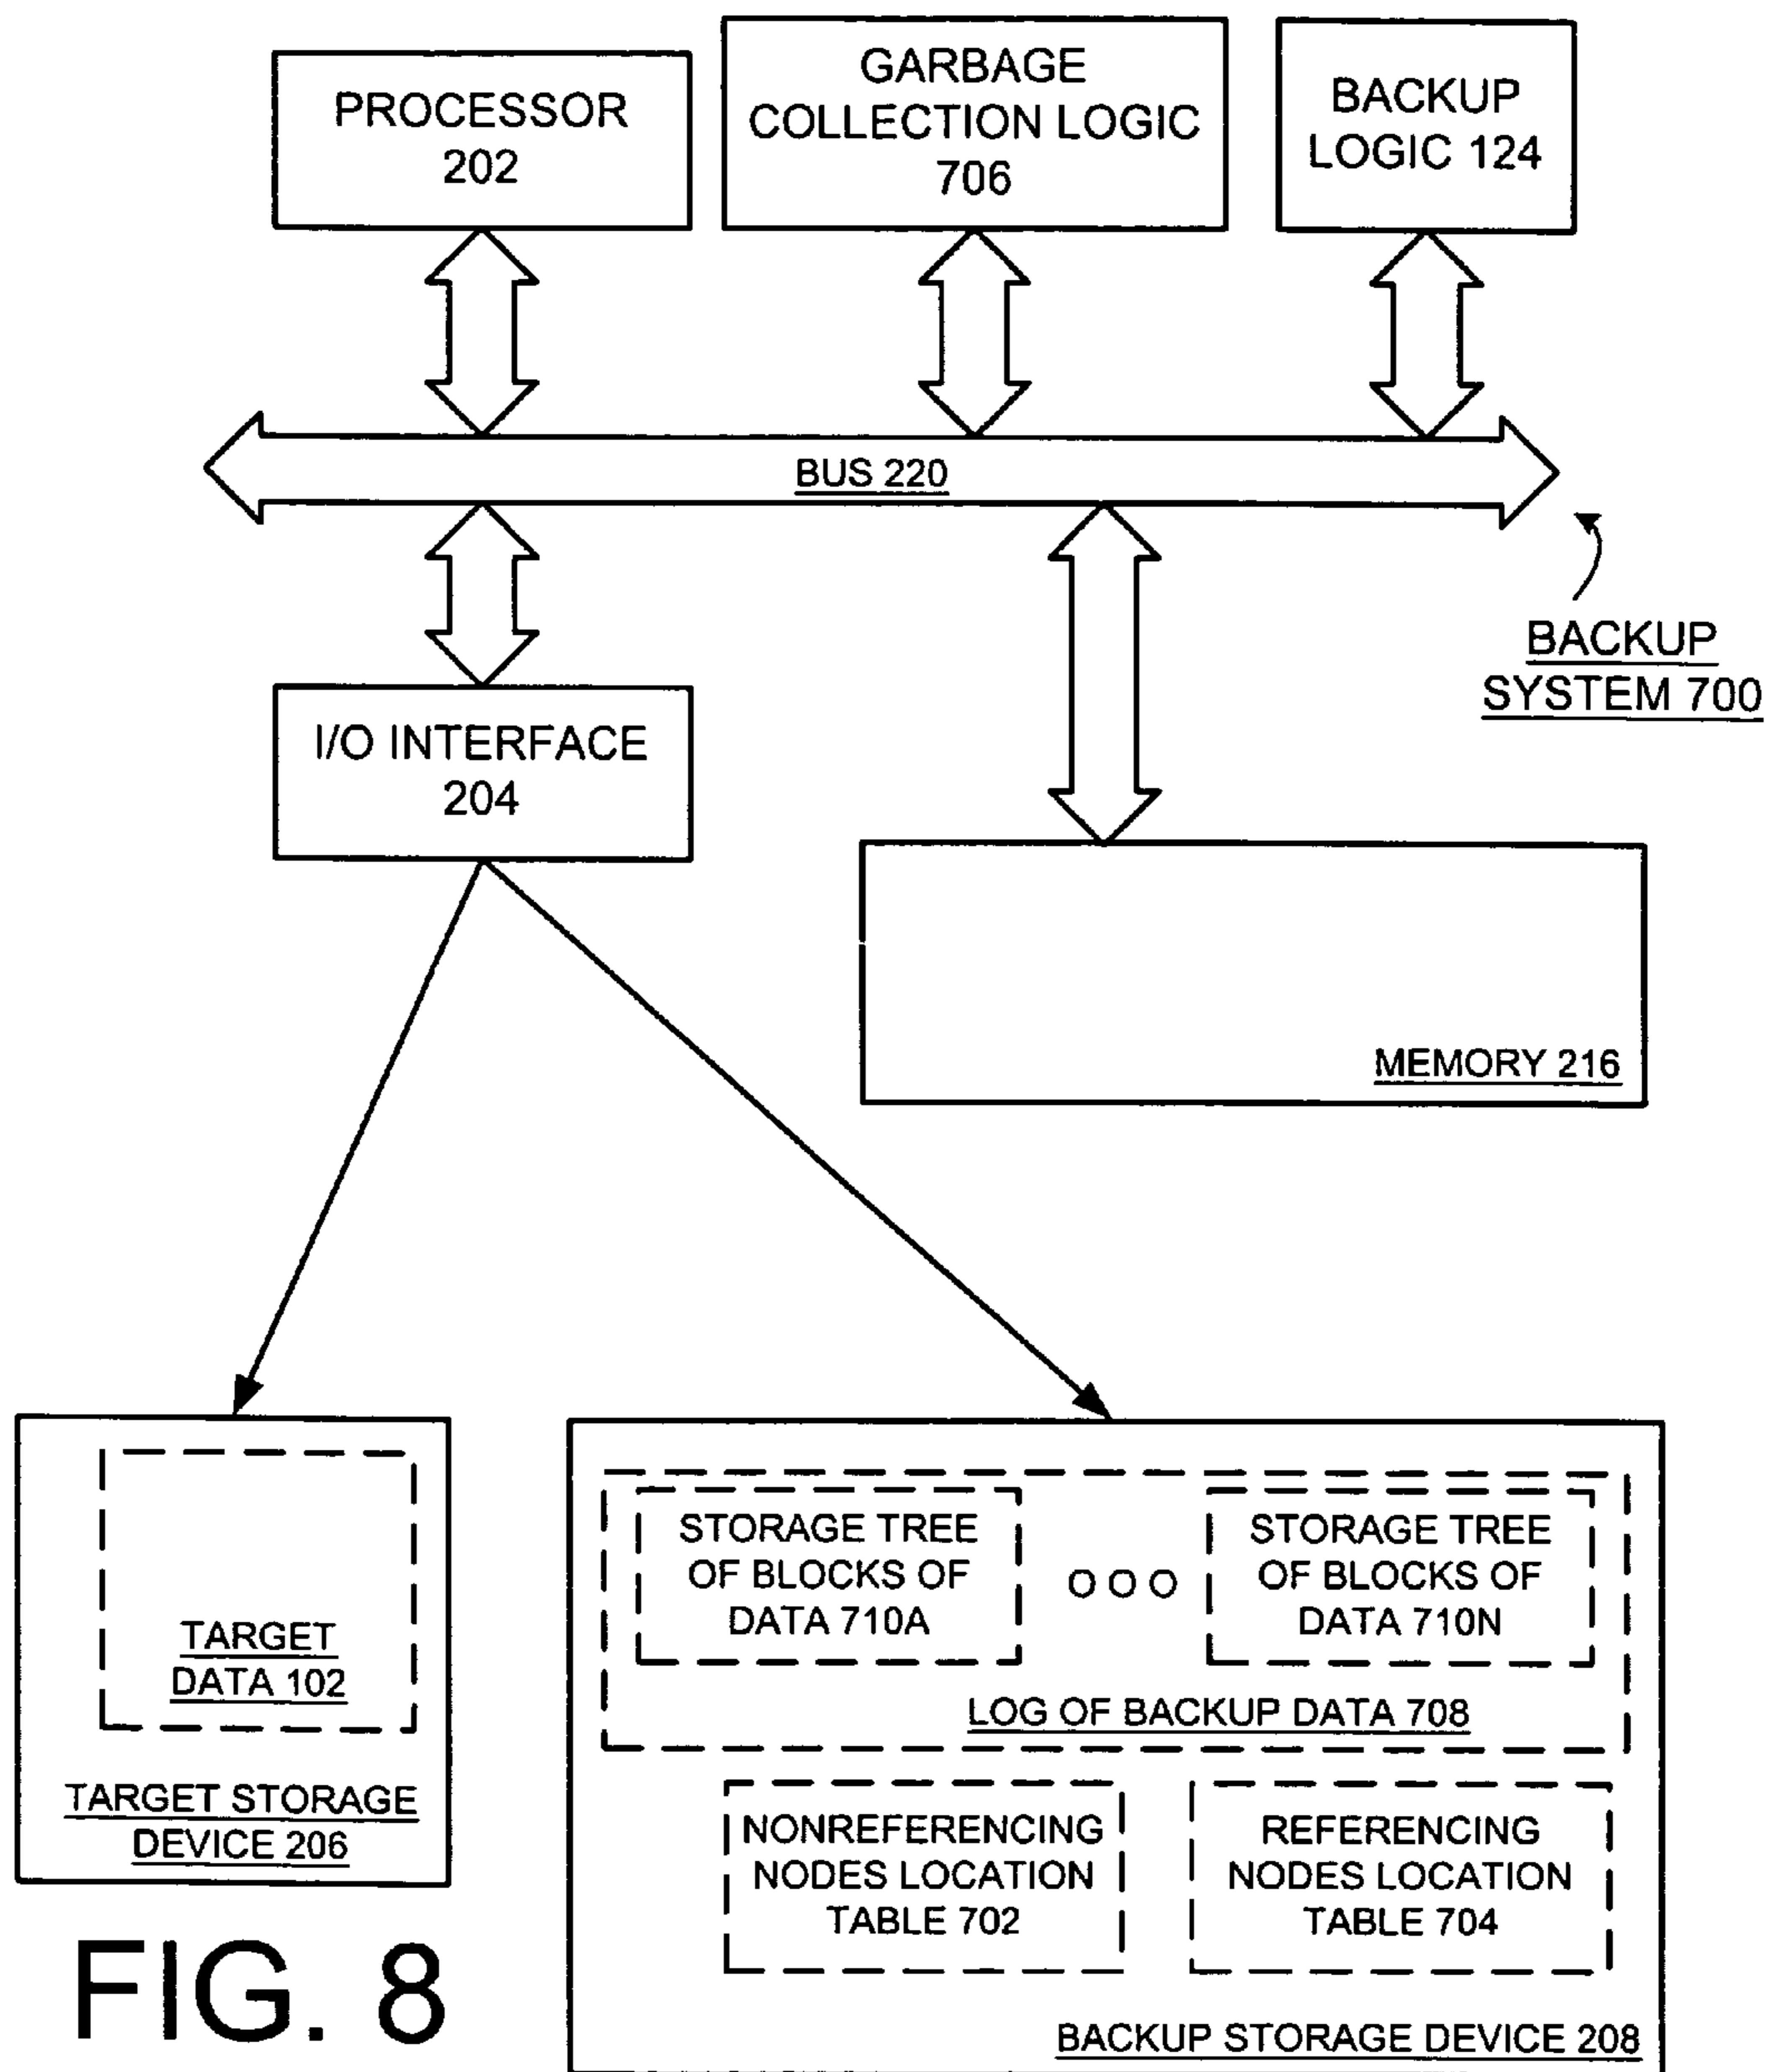 PROCESSOR
202
GARBAGE
COLLECTION LOGIC
706
BACKUP
LOGIC 124
BUS 220
BACKUP
SYSTEM 700
I/O INTERFACE
204
MEMORY 216
TARGET
DATA 102
TARGET STORAGE
DEVICE 206
STORAGE TREE
OF BLOCKS OF
DATA 710A
STORAGE TREE
OF BLOCKS OF
DATA 710N
LOG OF BACKUP DATA 708
NONREFERENCING
NODES LOCATION
TABLE 702
REFERENCING
NODES LOCATION
TABLE 704
BACKUP STORAGE DEVICE 208
FIG. 8